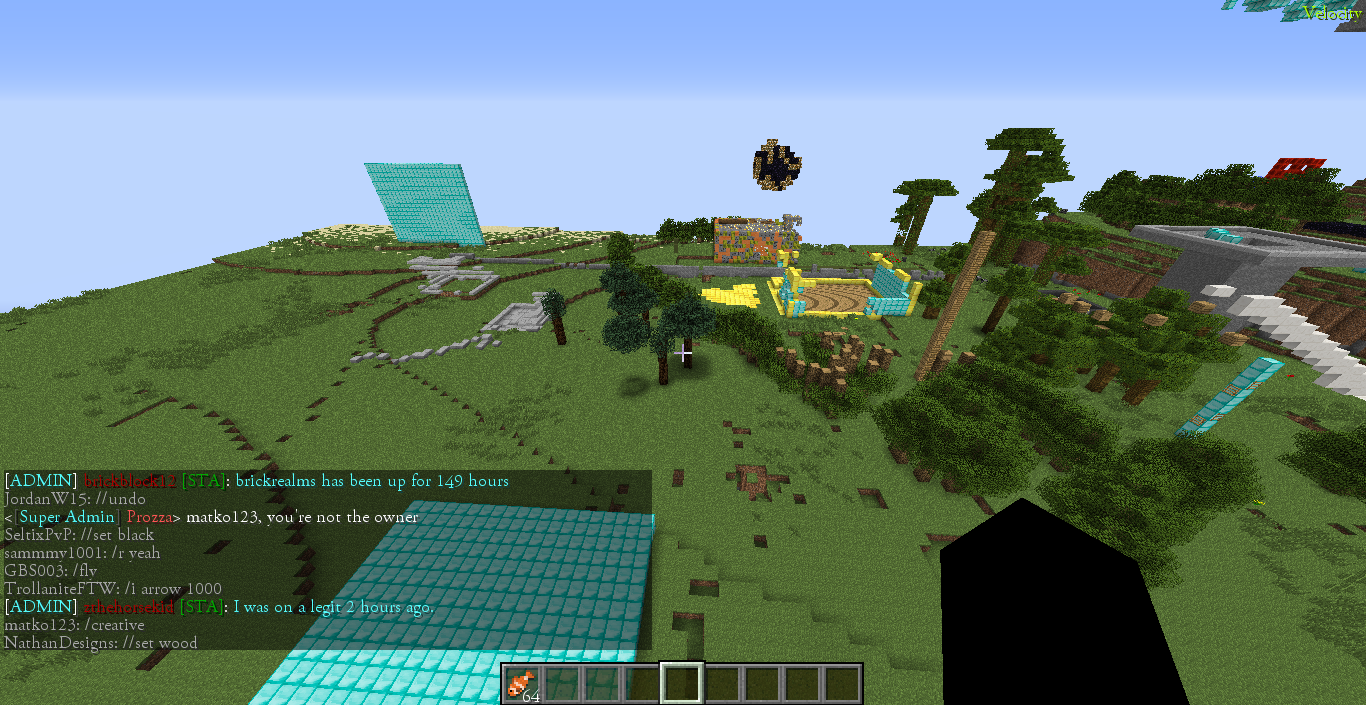 Velocity
[ADMIN] [STA]: brickrealms has been up for 149 hours
JordanW15: //undo
<[Super Admin| Prozza> matko123, you're not the owner
SeltixPvP: //set black
sammmy1001: /r yeah
GBS003: /fly
TrollaniteFTW: /i arrow 1000
[ADMIN] [STA]: I was on a legit 2 hours ago.
matko123: /creative
NathanDesigns: //set wood
64